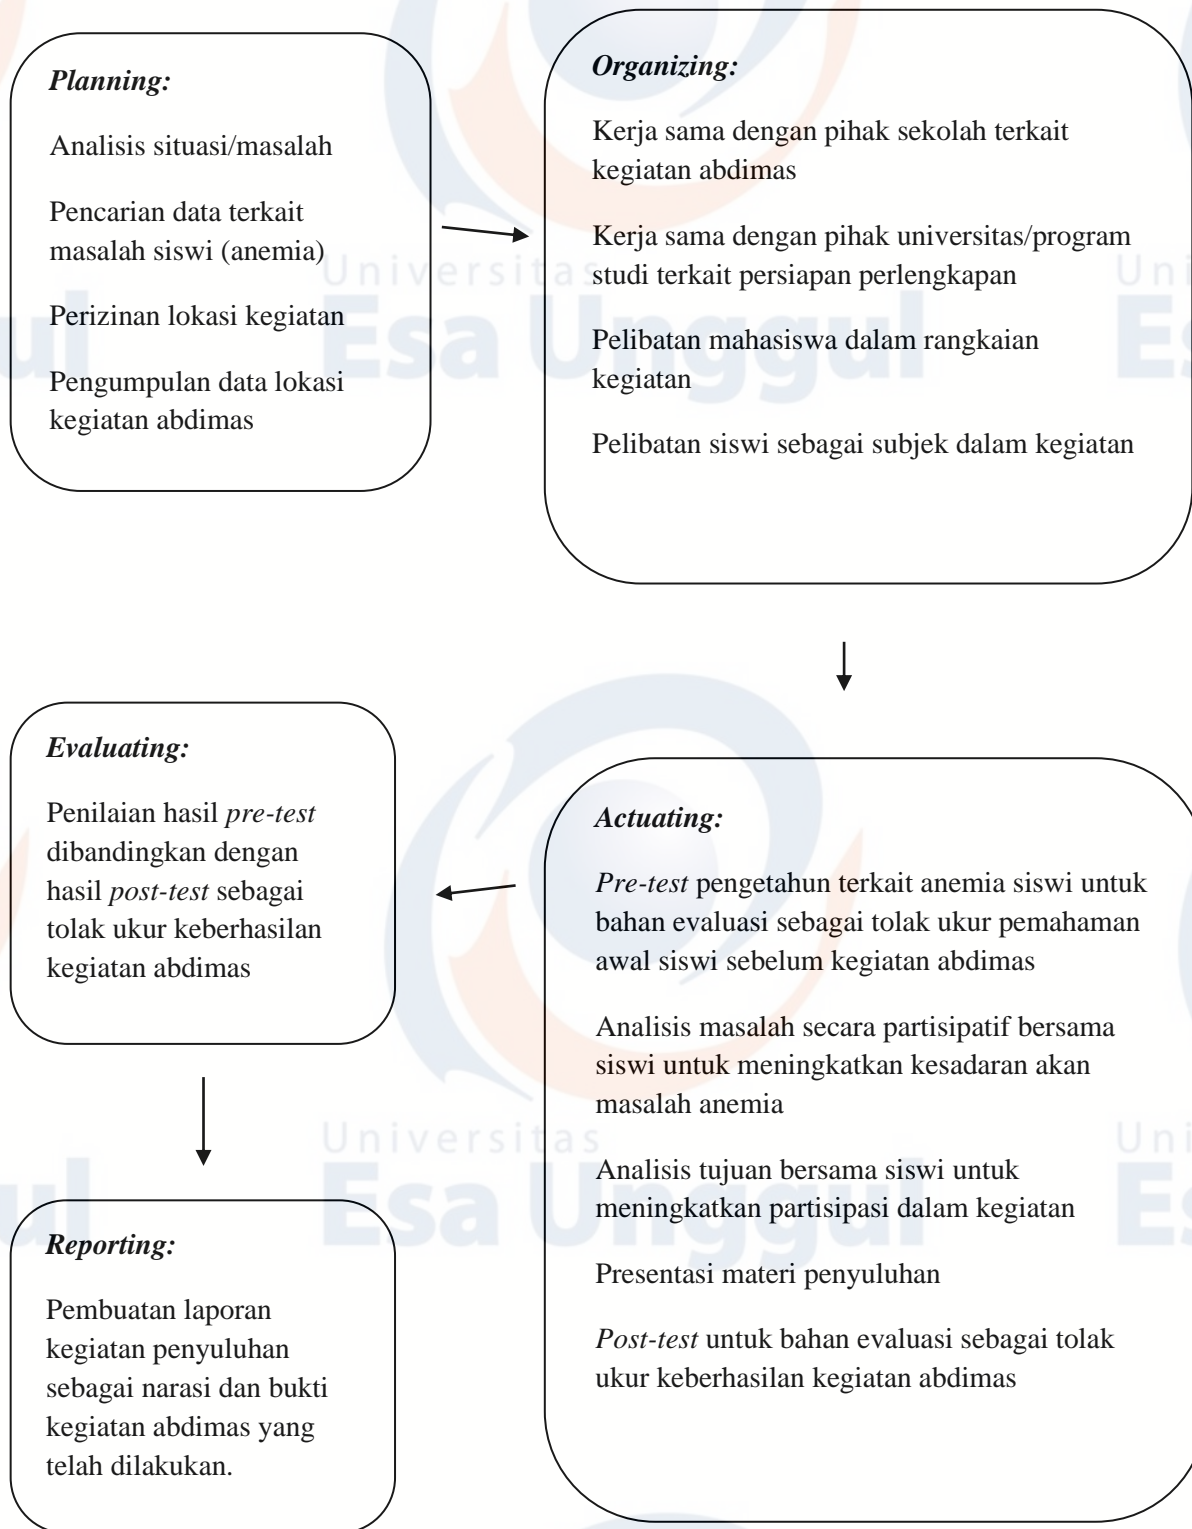 Planning:
Analisis situasi/masalah
Pencarian data terkait
masalah siswi (anemia)
Perizinan lokasi kegiatan
Pengumpulan data lokasi
kegiatan abdimas
Organizing:
Kerja sama dengan pihak sekolah terkait
kegiatan abdimas
Kerja sama dengan pihak universitas/program
studi terkait persiapan perlengkapan
Pelibatan mahasiswa dalam rangkaian
kegiatan
Pelibatan siswi sebagai subjek dalam kegiatan
Universitas
Esa Unggul
Uni
Es
ul
Actuating:
Pre-test pengetahun terkait anemia siswi untuk
bahan evaluasi sebagai tolak ukur pemahaman
awal siswi sebelum kegiatan abdimas
Analisis masalah secara partisipatif bersama
siswi untuk meningkatkan kesadaran akan
masalah anemia
Analisis tujuan bersama siswi untuk
meningkatkan partisipasi dalam kegiatan
Presentasi materi penyuluhan
Post-test untuk bahan evaluasi sebagai tolak
ukur keberhasilan kegiatan abdimas
Evaluating:
Penilaian hasil pre-test
dibandingkan dengan
hasil post-test sebagai
tolak ukur keberhasilan
kegiatan abdimas
Reporting:
Pembuatan laporan
kegiatan penyuluhan
sebagai narasi dan bukti
kegiatan abdimas yang
telah dilakukan.
Universitas
Esa Unggul
Uni
Es
ul